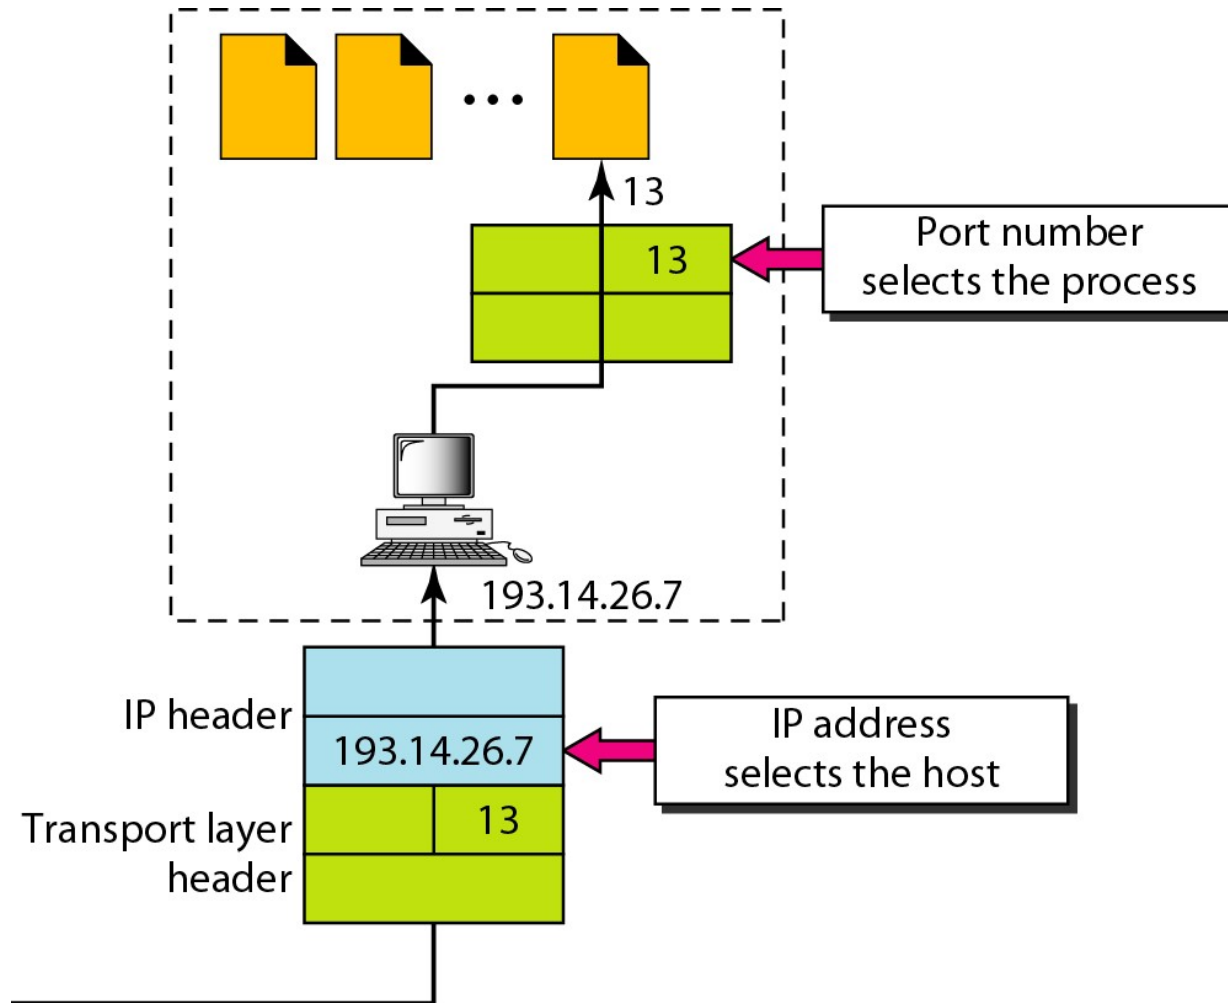 13
13
Port number
selects the process
193.14.26.7
IP header
193.14.26.7
IP address
selects the host
Transport layer
header
13